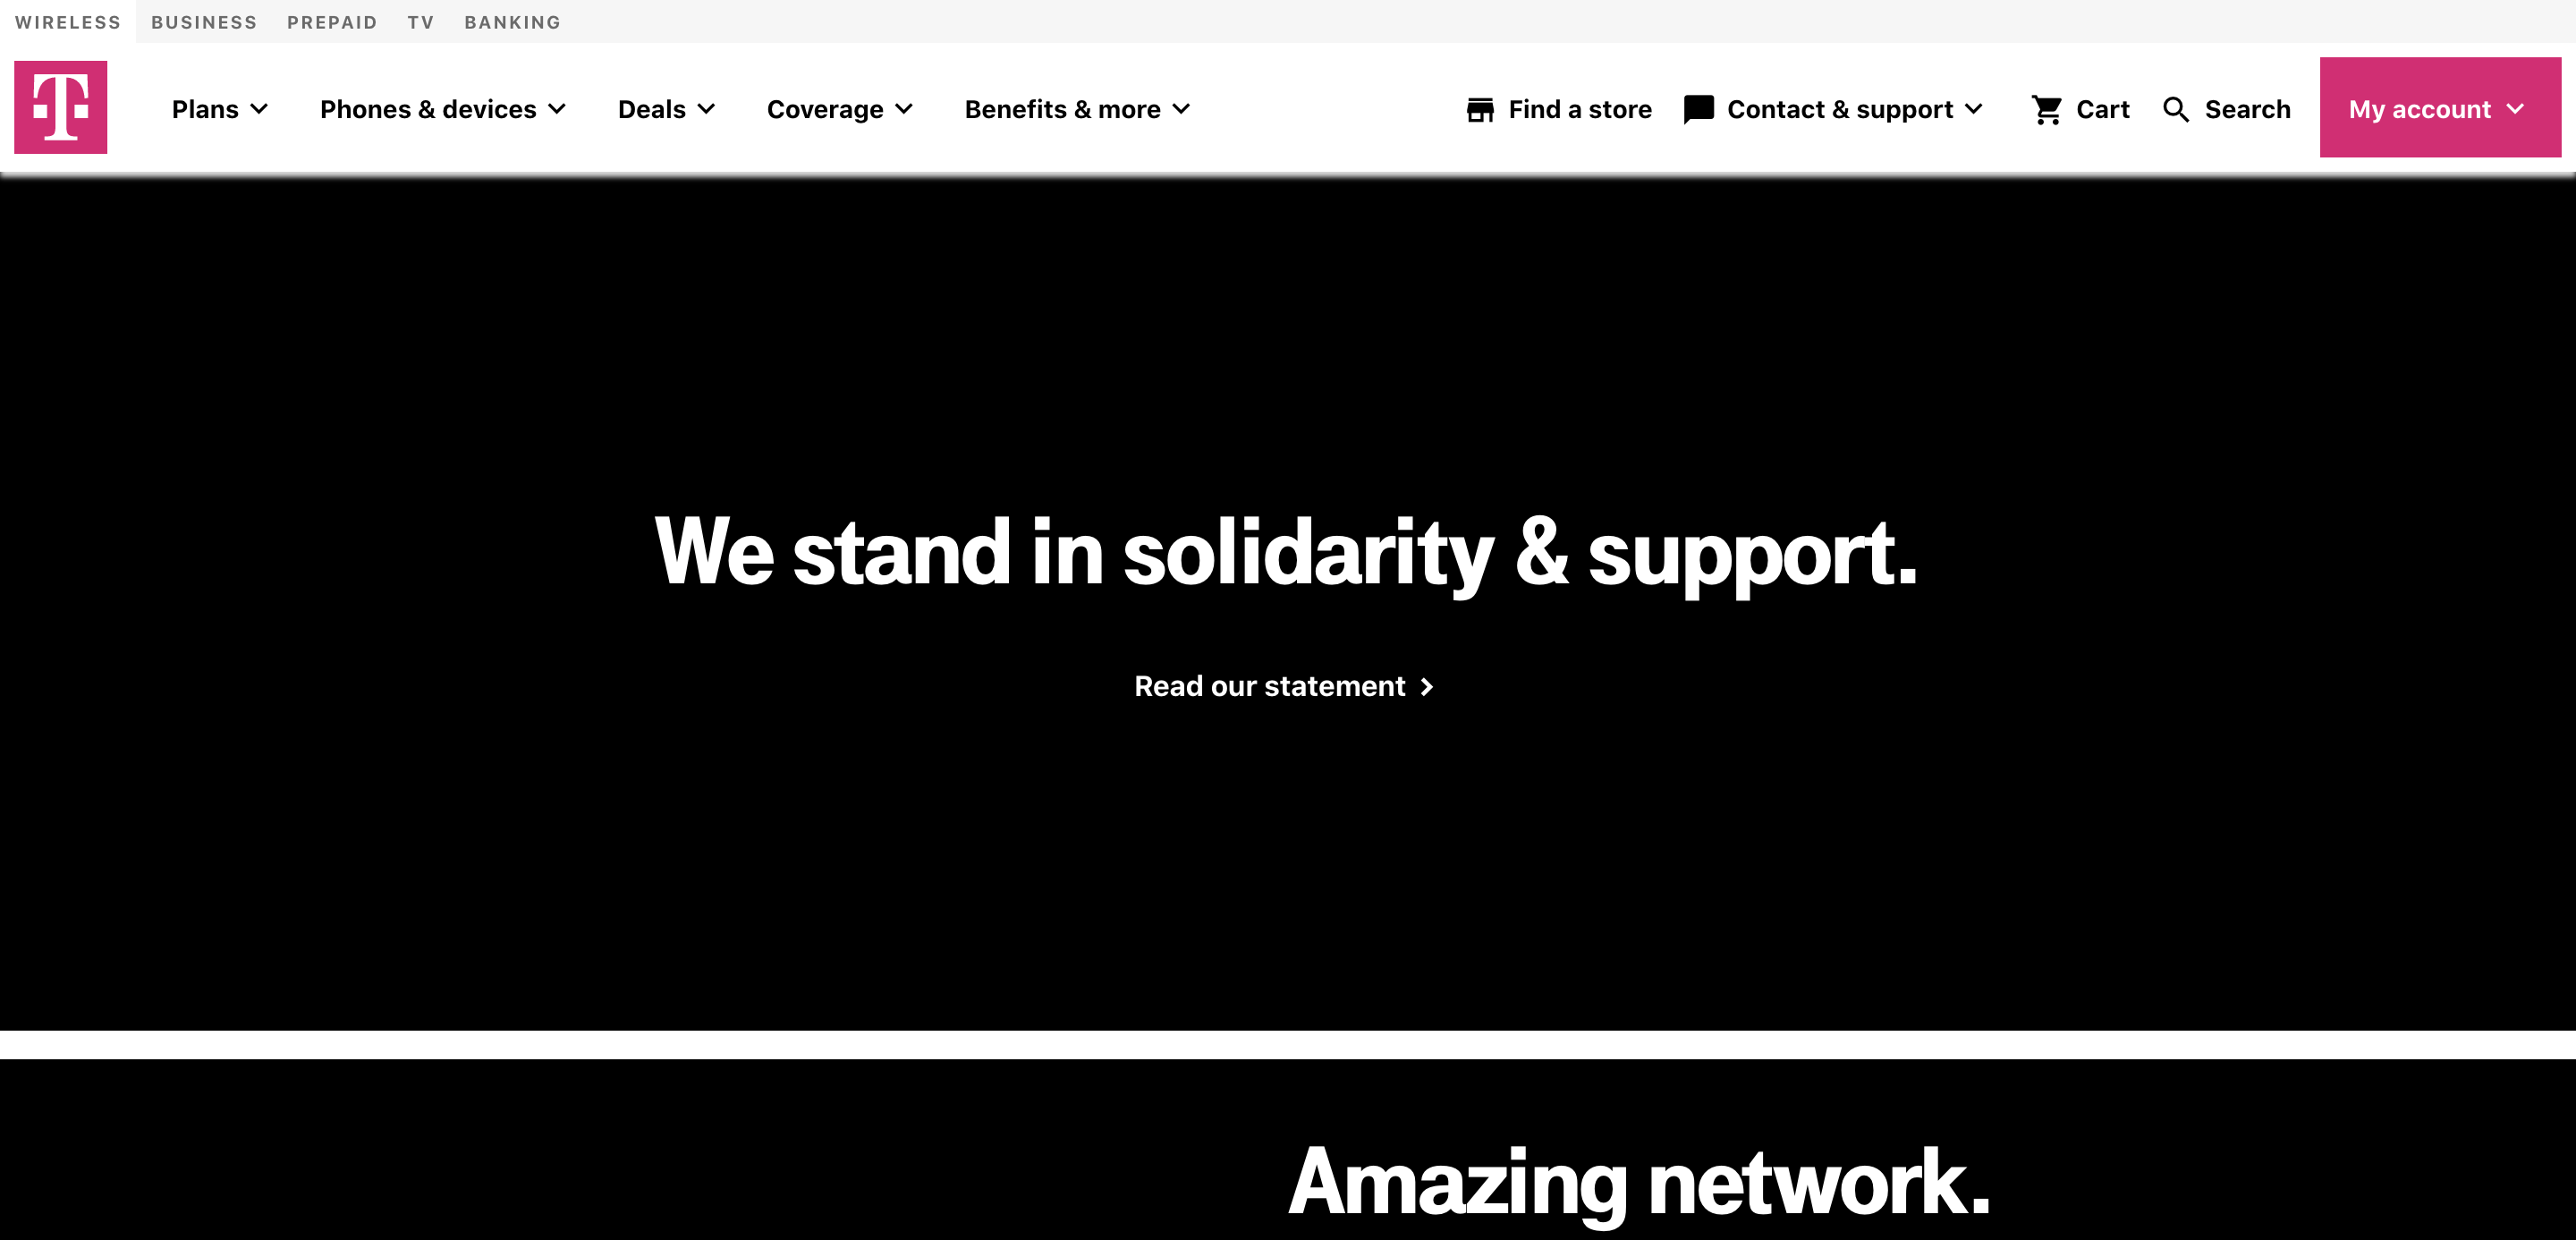 WIRELESS BUSINESS PREPAID TV BANKING
T Plans Phones & devices Deals Coverage Benefits & more Find a store Contact & support Cart Search My account
We stand in solidarity & support.
Read our statement
Amazing network.